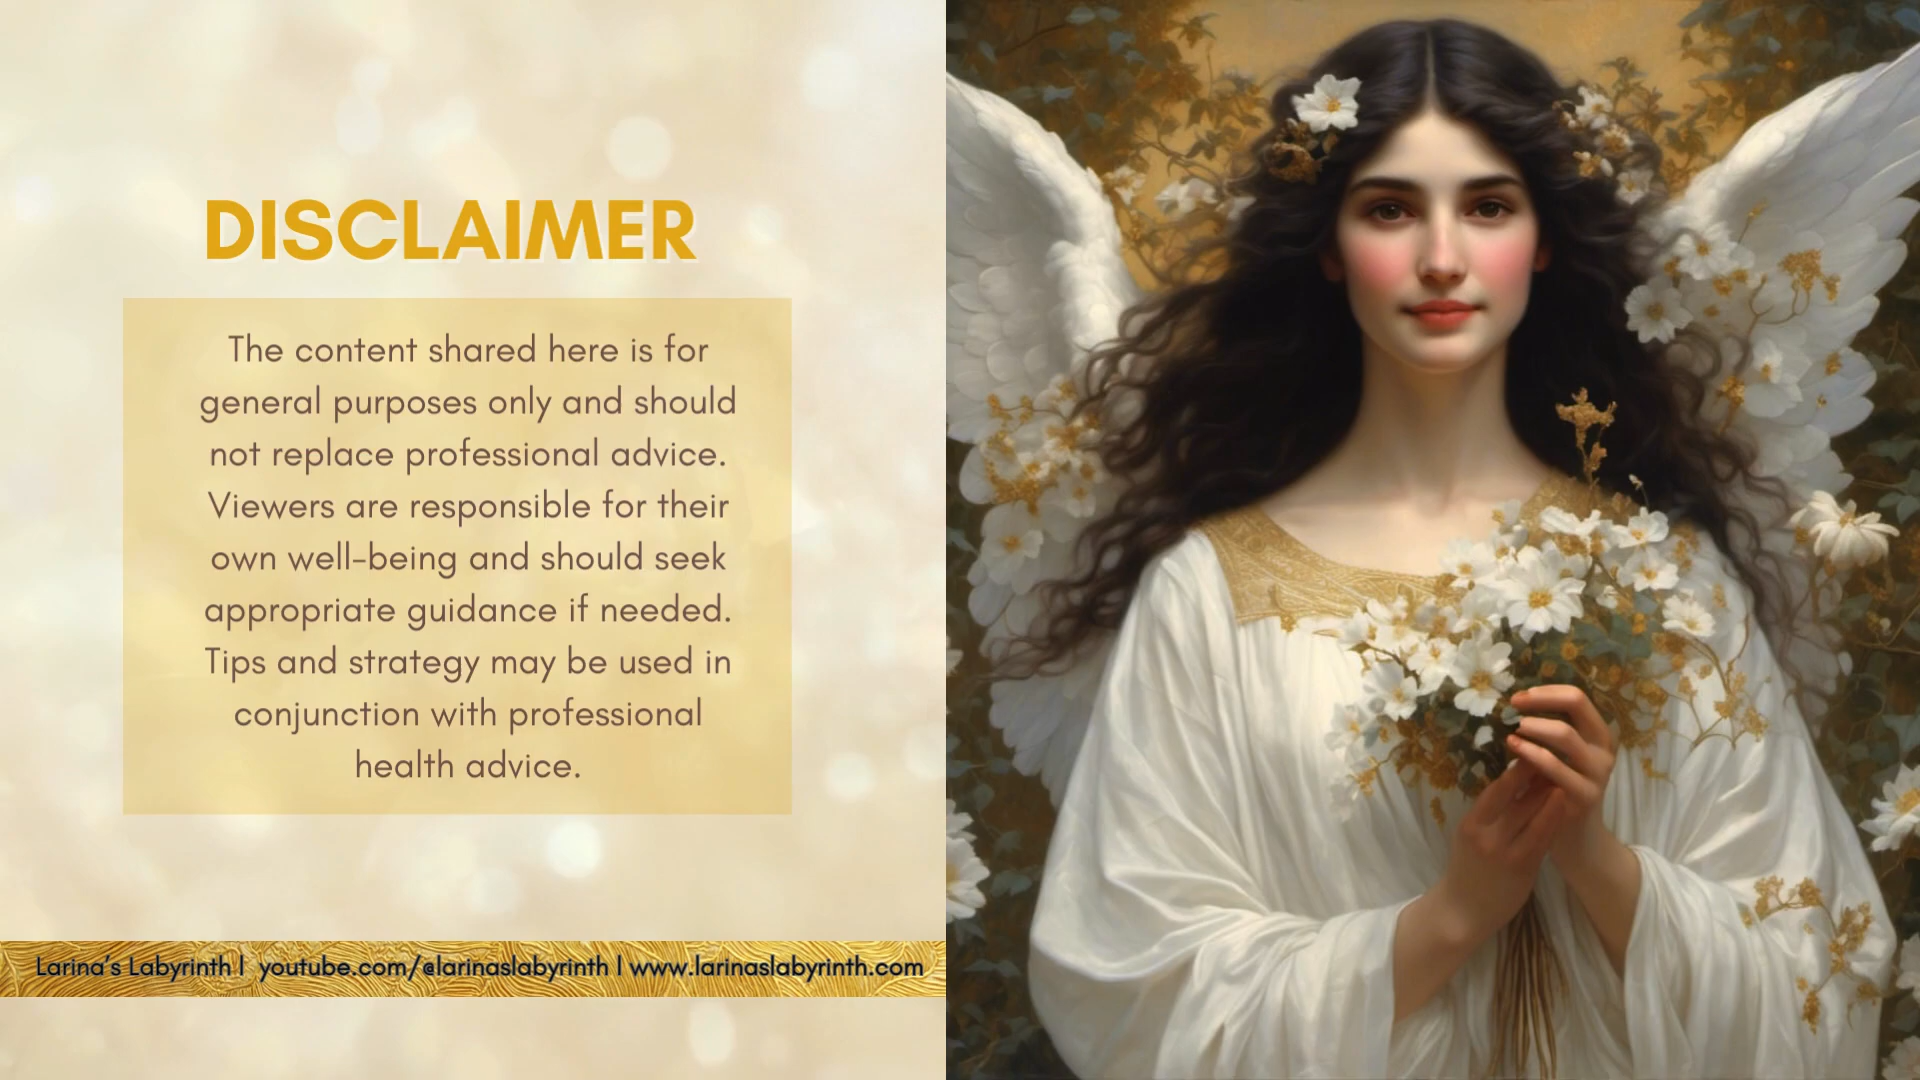 DISCLAIMER
The content shared here is for
general purposes only and should
not replace professional advice.
Viewers are responsible for their
own well-being and should seek
appropriate guidance if needed.
Tips and strategy may be used in
conjunction with professional
health advice.
Larina's Labyrinth | youtube.com/@larinaslabyrinth | www.larinaslabyrinth.com